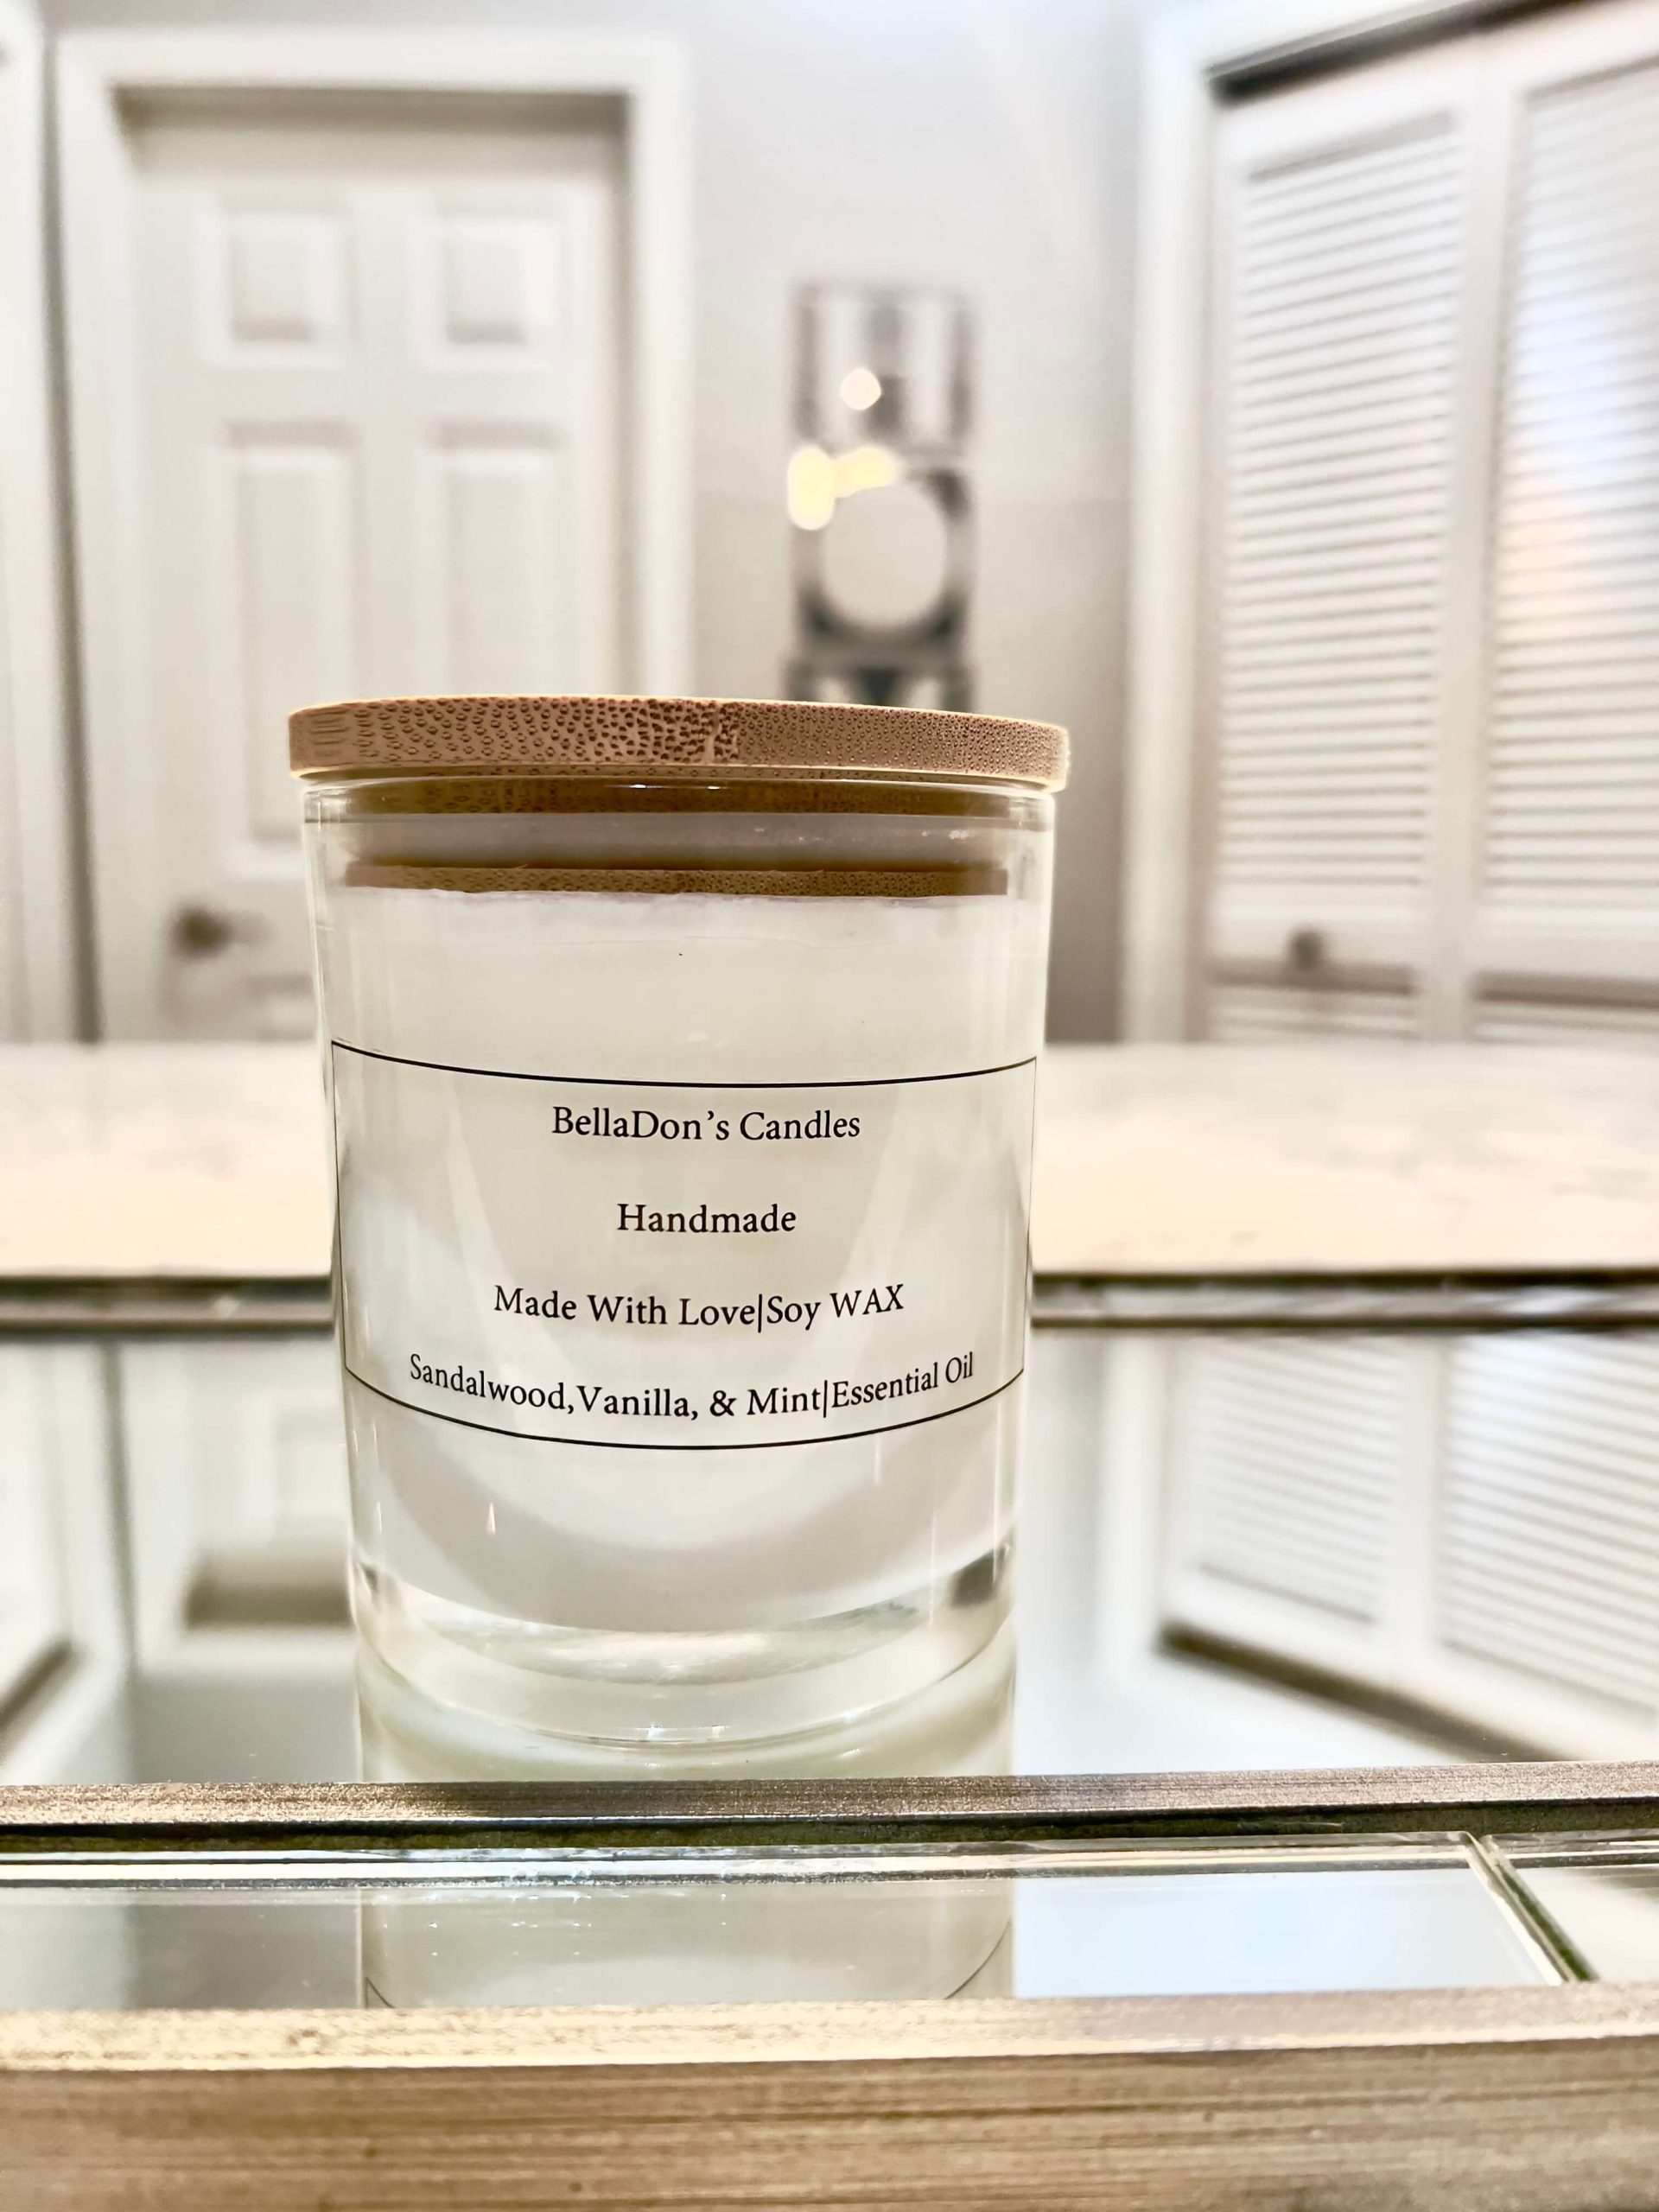 BellaDon's Candles
Handmade
Made With Love|Soy WAX
Sandalwood,Vanilla, & Mint|Essential Oil